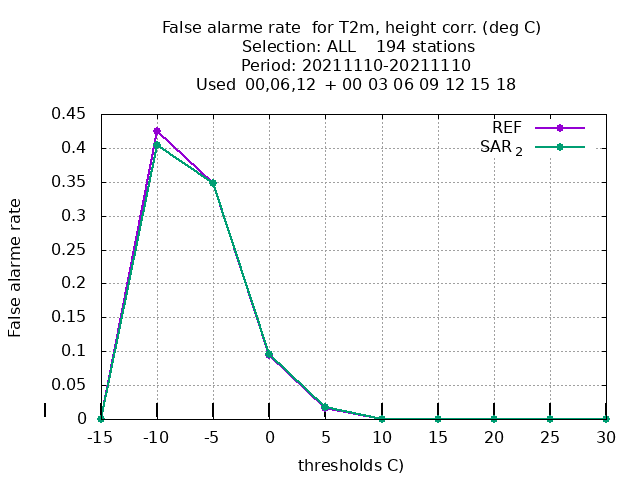 False alarme rate  for T2m, height corr. (deg C)
Selection: ALL    194 stations
Period: 20211110-20211110
Used  00,06,12  + 00 03 06 09 12 15 18
REF
SAR 2
0.45
0.4
0.35
0.3
0.25
0.2
0.15
0.1
0.05
0
False alarme rate
-15 -10 -5 0 5 10 15 20 25 30
thresholds C)